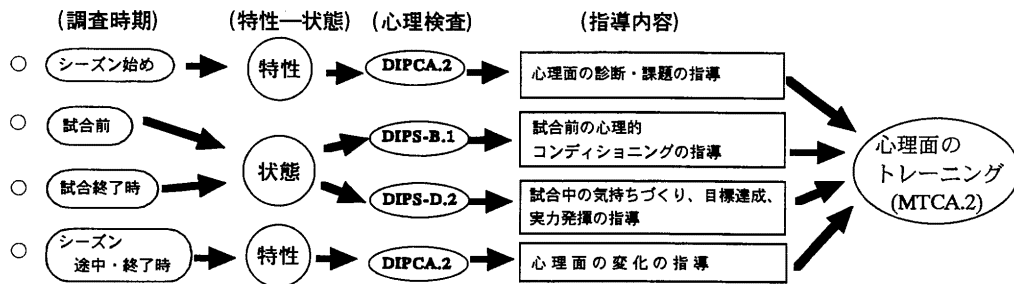 (調査時期) (特性―状態) (心理検査) (指導内容)
○ シーズン始め 特性 DIPCA.2 心理面の診断・課題の指導
○ 試合前 DIPS-B.1 試合前の心理的
コンディショニングの指導
状態
心理面の
トレーニング
(MTCA.2)
○ 試合終了時 DIPS-D.2 試合中の気持ちづくり、目標達成、
実力発揮の指導
○ シーズン
途中・終了時 特性 DIPCA.2 心理面の変化の指導